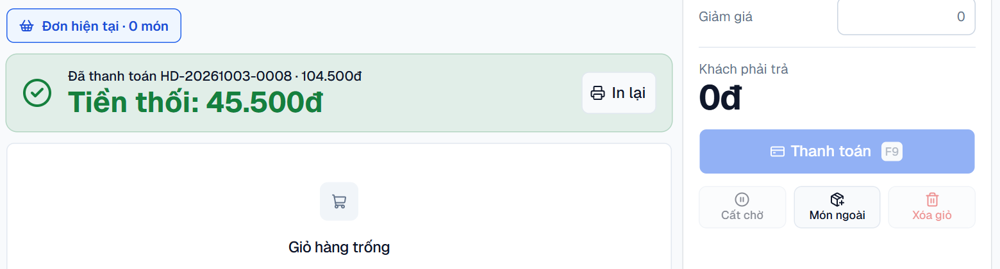 Đơn hiện tại · 0 món
Đã thanh toán HD-20261003-0008 · 104.500đ
Tiền thối: 45.500đ
In lại
Giỏ hàng trống
Giảm giá
0
Khách phải trả
0đ
Thanh toán F9
Cất chờ
Món ngoài
Xóa giỏ